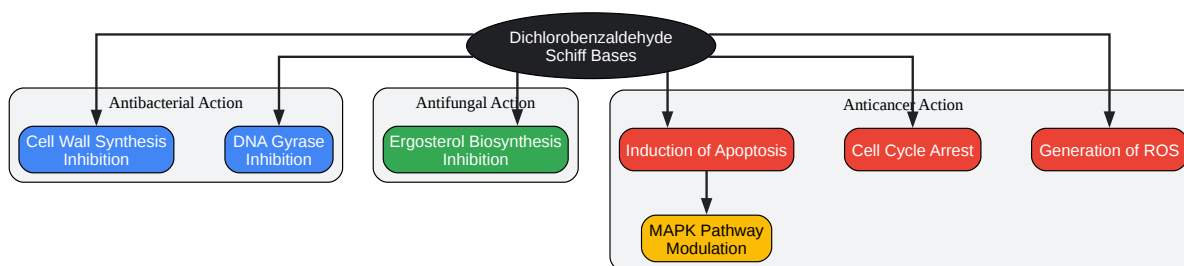 Dichlorobenzaldehyde
Schiff Bases
Antibacterial Action
Cell Wall Synthesis
Inhibition
DNA Gyrase
Inhibition
Antifungal Action
Ergosterol Biosynthesis
Inhibition
Anticancer Action
Induction of Apoptosis
Cell Cycle Arrest
Generation of ROS
MAPK Pathway
Modulation